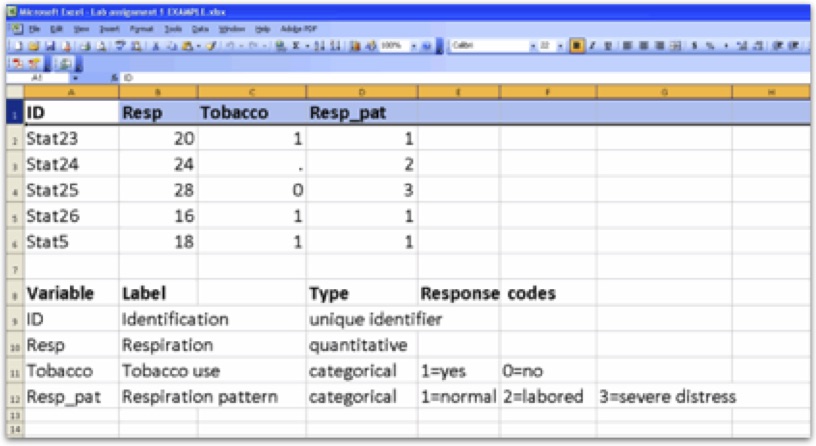 Microsoft Excel - Lab assignment 1 EXAMPLE.xlsx
File Edit View Insert Format Tools Data Window Help Adobe PDF
100% Calibri 22 B I U
A1 ID
A B C D E F G H
1 ID Resp Tobacco Resp_pat
2 Stat23 20 1 1
3 Stat24 24 . 2
4 Stat25 28 0 3
5 Stat26 16 1 1
6 Stat5 18 1 1
7
8 Variable Label Type Response codes
9 ID Identification unique identifier
10 Resp Respiration quantitative
11 Tobacco Tobacco use categorical 1=yes 0=no
12 Resp_pat Respiration pattern categorical 1=normal 2=labored 3=severe distress
13
14